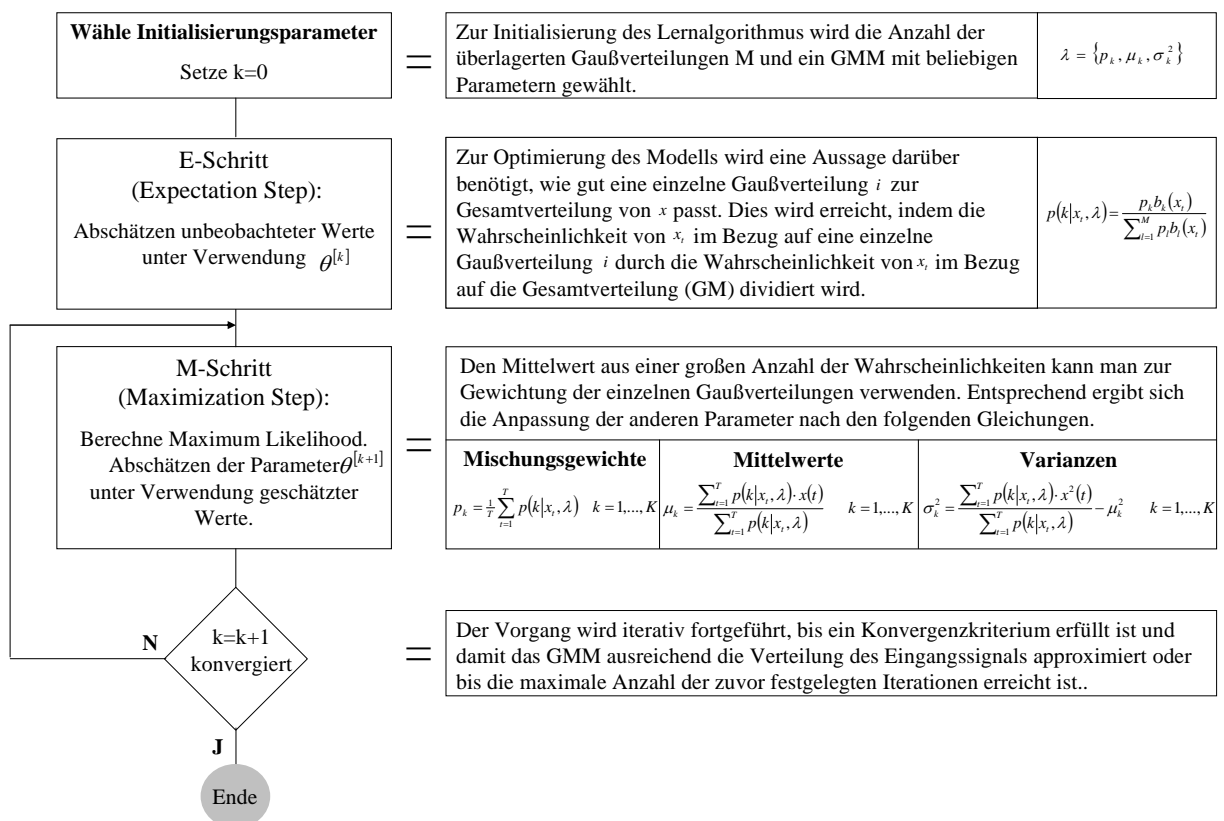 Wähle Initialisierungsparameter
Setze k=0
=
Zur Initialisierung des Lernalgorithmus wird die Anzahl der
überlagerten Gaußverteilungen M und ein GMM mit beliebigen
Parametern gewählt.
λ = {p_k, μ_k, σ_k^2}
E-Schritt
(Expectation Step):
Abschätzen unbeobachteter Werte
unter Verwendung θ^[k]
=
Zur Optimierung des Modells wird eine Aussage darüber
benötigt, wie gut eine einzelne Gaußverteilung i zur
Gesamtverteilung von x passt. Dies wird erreicht, indem die
Wahrscheinlichkeit von x_t im Bezug auf eine einzelne
Gaußverteilung i durch die Wahrscheinlichkeit von x_t im Bezug
auf die Gesamtverteilung (GM) dividiert wird.
p(k|x_t, λ) = p_k b_k(x_t) / ∑_{l=1}^{M} p_l b_l(x_t)
M-Schritt
(Maximization Step):
Berechne Maximum Likelihood.
Abschätzen der Parameter θ^[k+1]
unter Verwendung geschätzter
Werte.
=
Den Mittelwert aus einer großen Anzahl der Wahrscheinlichkeiten kann man zur
Gewichtung der einzelnen Gaußverteilungen verwenden. Entsprechend ergibt sich
die Anpassung der anderen Parameter nach den folgenden Gleichungen.
Mischungsgewichte
p_k = 1/T ∑_{t=1}^{T} p(k|x_t, λ) k = 1,..., K
Mittelwerte
μ_k = ∑_{t=1}^{T} p(k|x_t, λ)· x(t) / ∑_{t=1}^{T} p(k|x_t, λ) k = 1,..., K
Varianzen
σ_k^2 = ∑_{t=1}^{T} p(k|x_t, λ)· x^2(t) / ∑_{t=1}^{T} p(k|x_t, λ) − μ_k^2 k = 1,..., K
N
k=k+1
konvergiert
=
Der Vorgang wird iterativ fortgeführt, bis ein Konvergenzkriterium erfüllt ist und
damit das GMM ausreichend die Verteilung des Eingangssignals approximiert oder
bis die maximale Anzahl der zuvor festgelegten Iterationen erreicht ist..
J
Ende